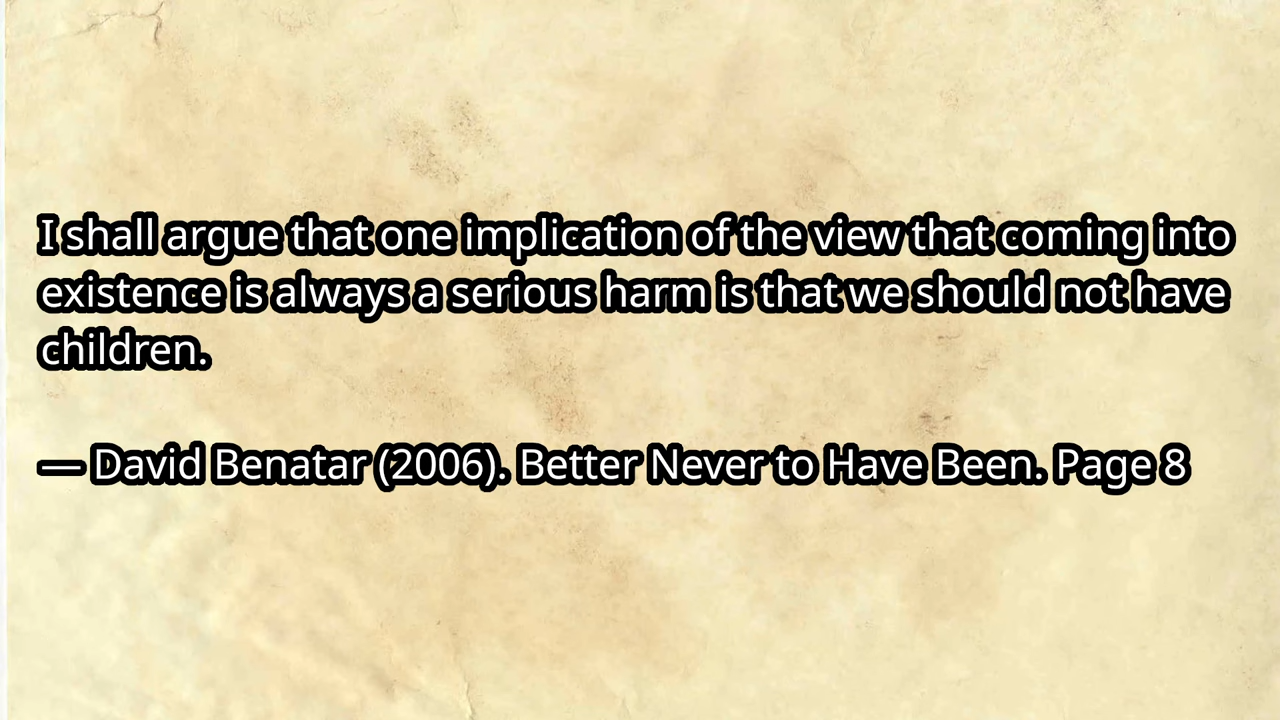 I shall argue that one implication of the view that coming into
existence is always a serious harm is that we should not have
children.
— David Benatar (2006). Better Never to Have Been. Page 8